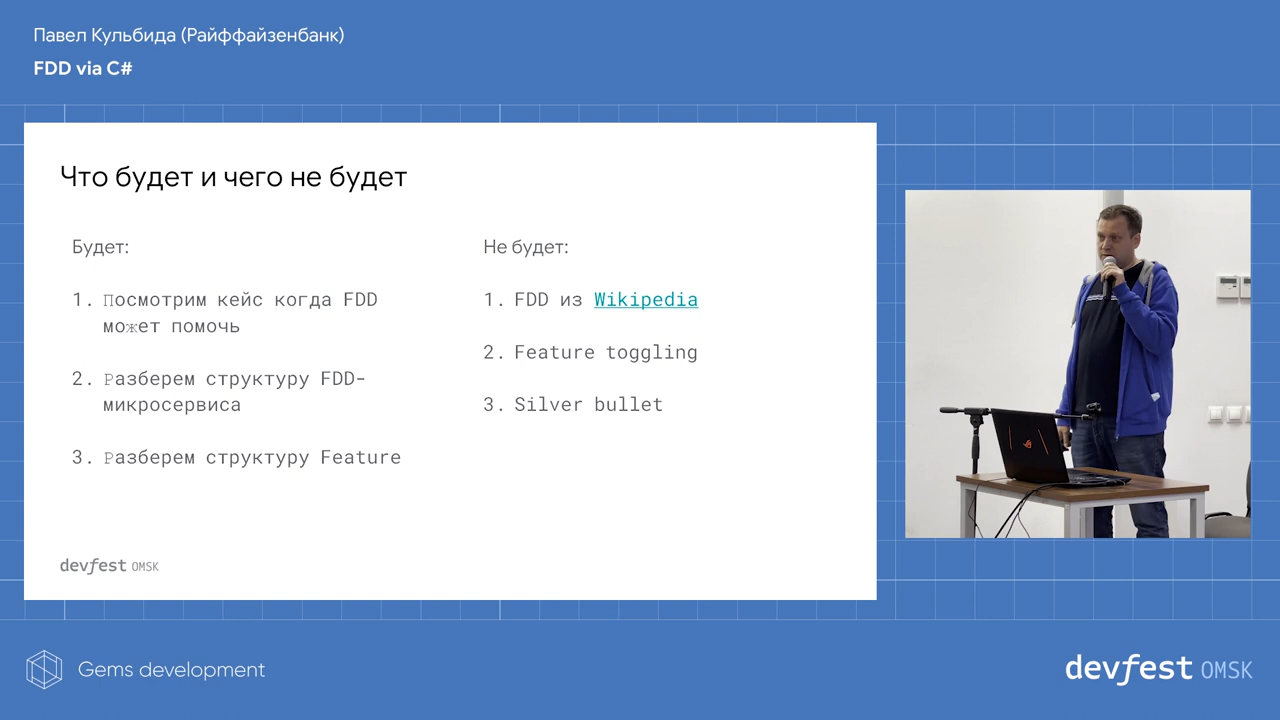 Павел Кульбида (Райффайзенбанк)
FDD via C#
Что будет и чего не будет
Будет:
1. Посмотрим кейс когда FDD
может помочь
2. Разберем структуру FDD-
микросервиса
3. Разберем структуру Feature
Не будет:
1. FDD из Wikipedia
2. Feature toggling
3. Silver bullet
devfest OMSK
Gems development
devfest OMSK